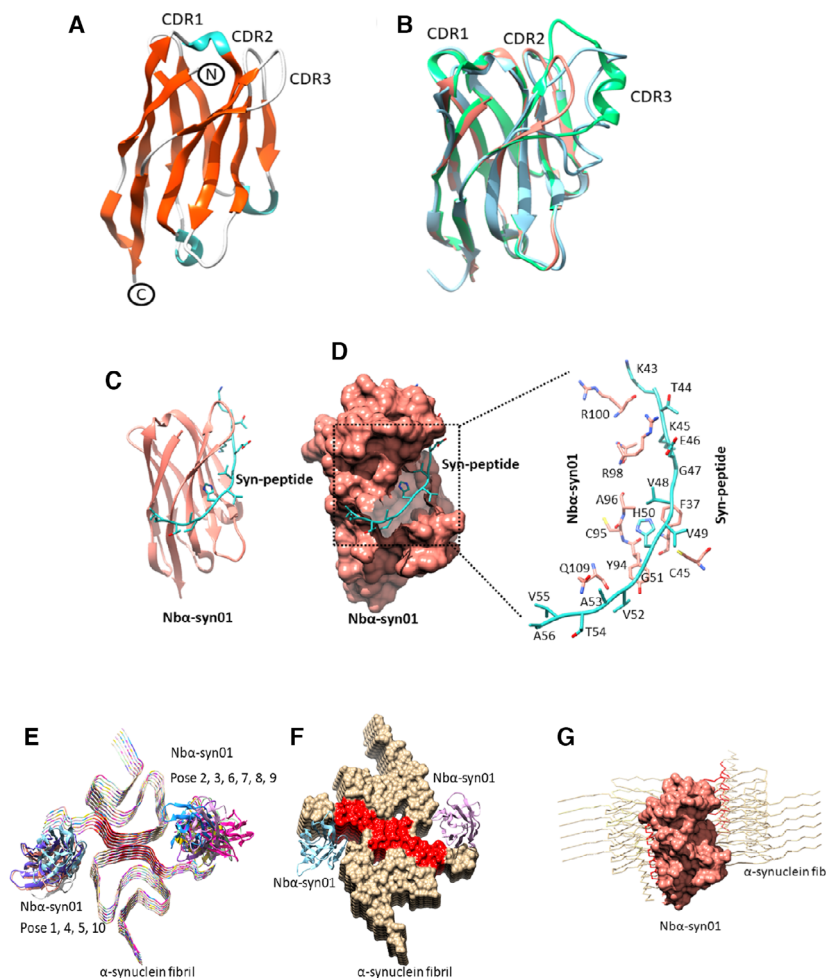 A
CDR1
CDR2
N
CDR3
C
B
CDR1
CDR2
CDR3
C
Syn-peptide
Nbα-syn01
D
Syn-peptide
Nbα-syn01
K43
T44
R100
K45
E46
R98
G47
V48
A96
F37
H50
C95
V49
Y94
C45
Q109
G51
A53
V55
V52
A56
T54
Nbα-syn01
Syn-peptide
E
Nbα-syn01
Pose 2, 3, 6, 7, 8, 9
Nbα-syn01
Pose 1, 4, 5, 10
α-synuclein fibril
F
Nbα-syn01
Nbα-syn01
α-synuclein fibril
G
α-synuclein fib
Nbα-syn01